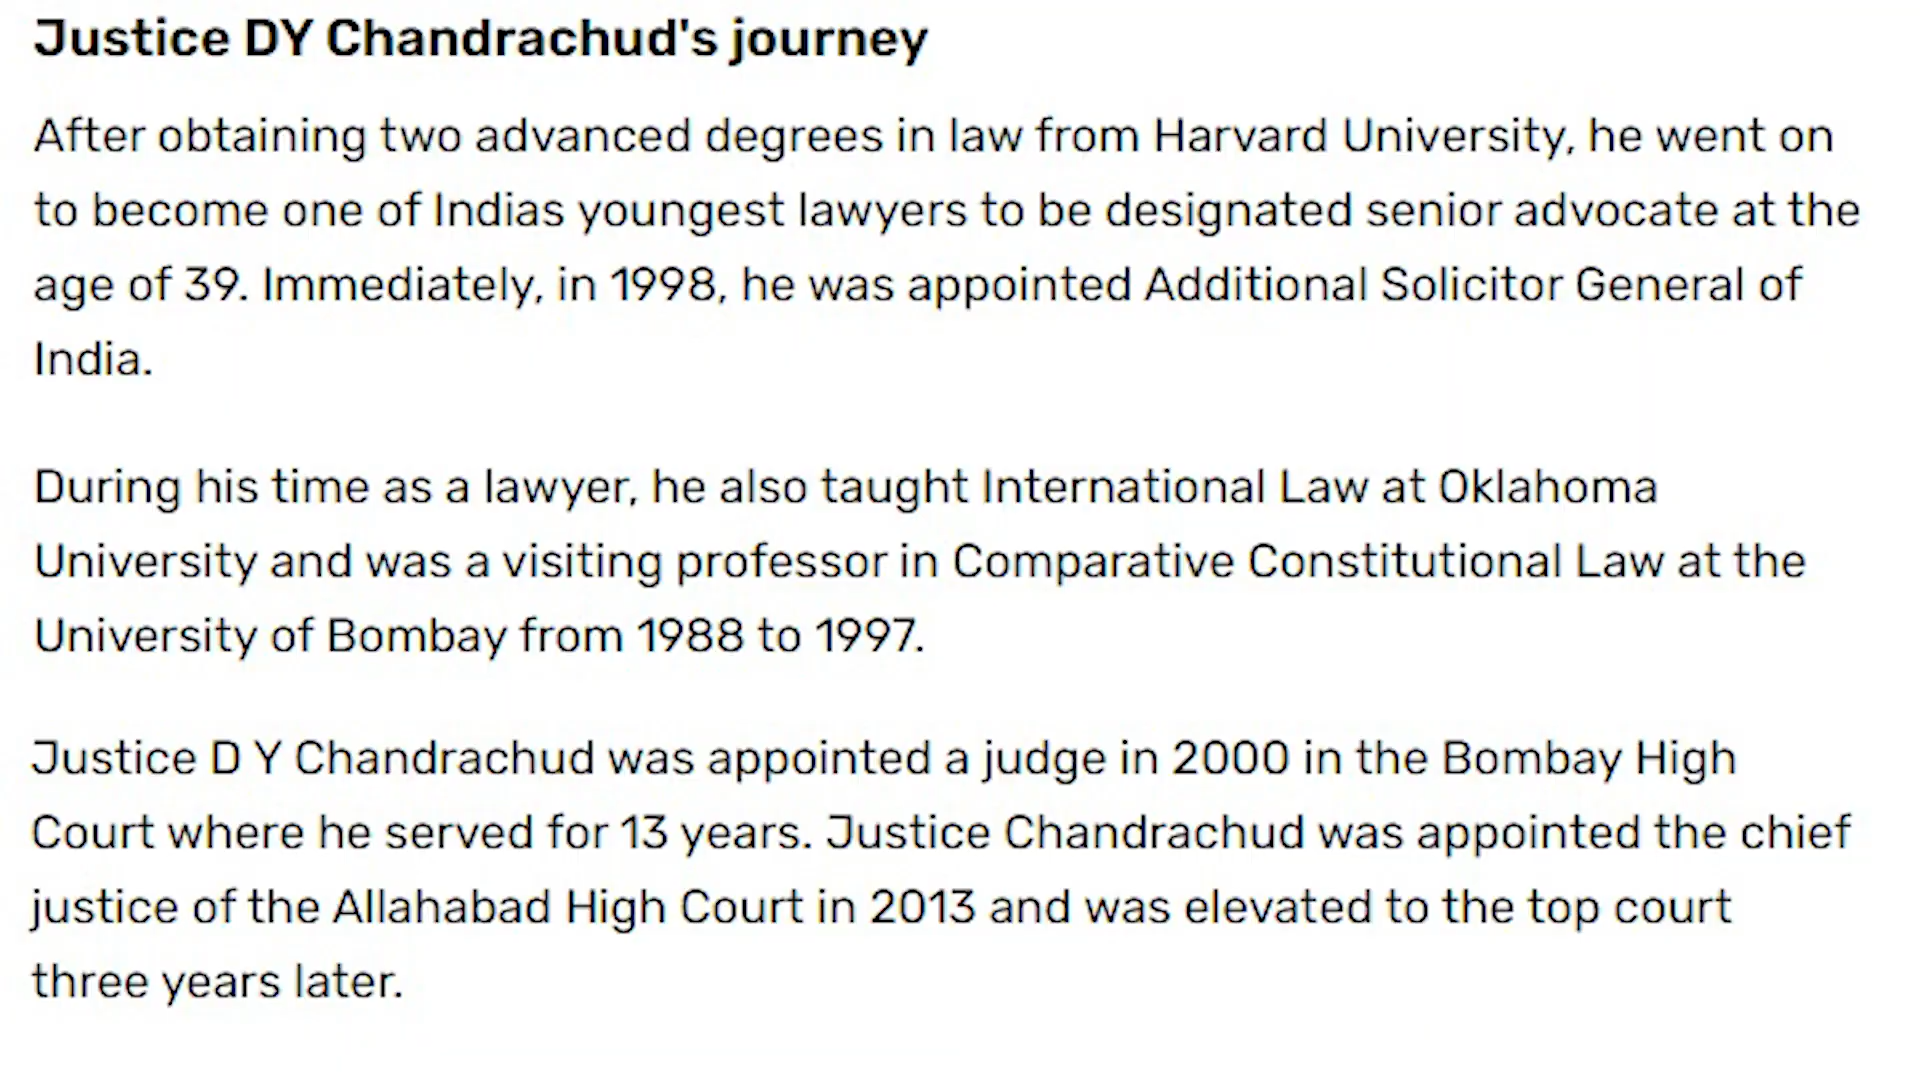 Justice DY Chandrachud's journey
After obtaining two advanced degrees in law from Harvard University, he went on
to become one of Indias youngest lawyers to be designated senior advocate at the
age of 39. Immediately, in 1998, he was appointed Additional Solicitor General of
India.
During his time as a lawyer, he also taught International Law at Oklahoma
University and was a visiting professor in Comparative Constitutional Law at the
University of Bombay from 1988 to 1997.
Justice D Y Chandrachud was appointed a judge in 2000 in the Bombay High
Court where he served for 13 years. Justice Chandrachud was appointed the chief
justice of the Allahabad High Court in 2013 and was elevated to the top court
three years later.